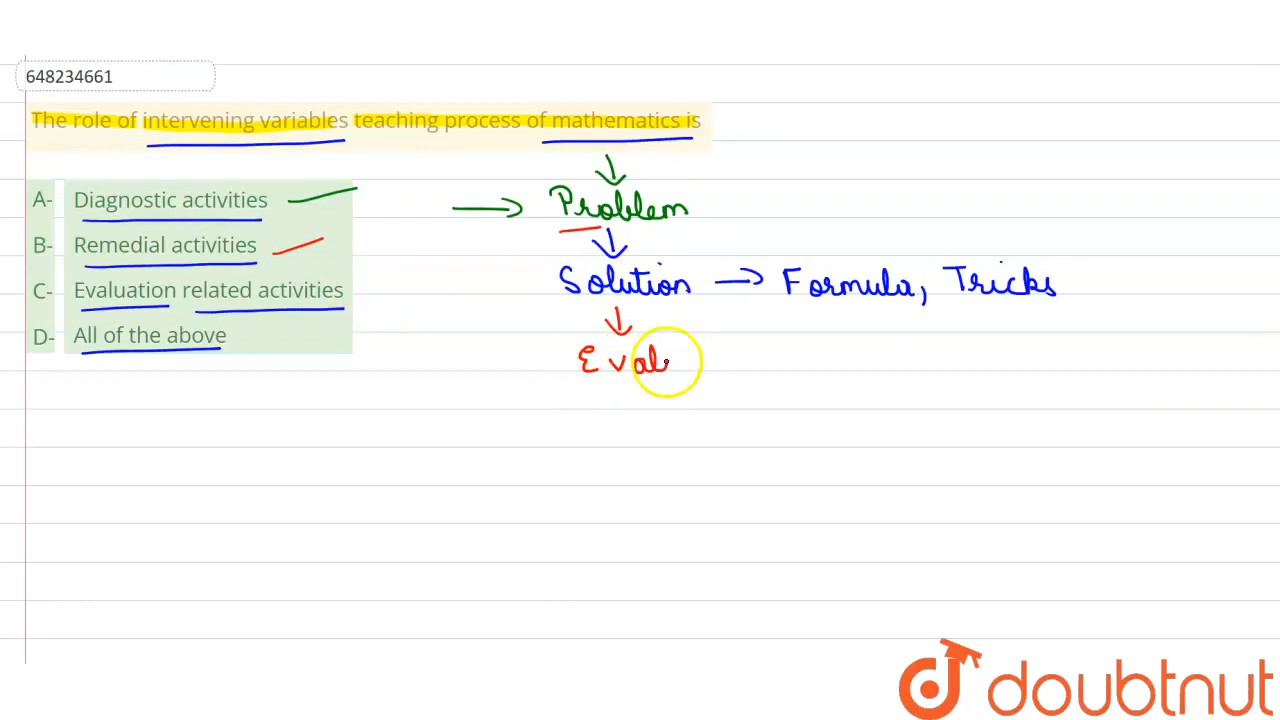 648234661
The role of intervening variables teaching process of mathematics is
A- Diagnostic activities
B- Remedial activities
C- Evaluation related activities
D- All of the above
Problem
Solution → Formula, Tricks
Eval
doubtnut